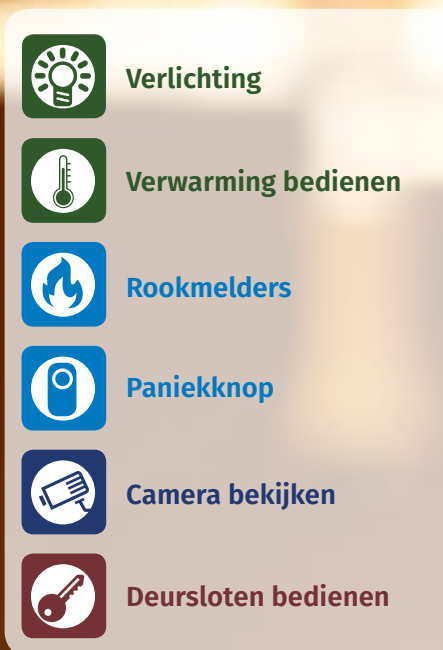 Verlichting
Verwarming bedienen
Rookmelders
Paniekknop
Camera bekijken
Deursloten bedienen